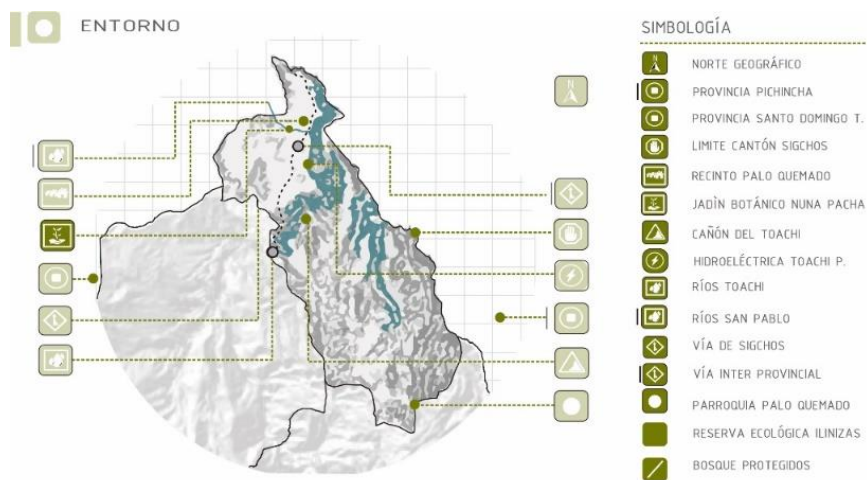 ENTORNO
SIMBOLOGÍA
N
NORTE GEOGRÁFICO
PROVINCIA PICHINCHA
PROVINCIA SANTO DOMINGO T.
LIMITE CANTÓN SIGCHOS
RECINTO PALO QUEMADO
JADÌN BOTÁNICO NUNA PACHA
CAÑÓN DEL TOACHI
HIDROELÉCTRICA TOACHI P.
RÍOS TOACHI
RÍOS SAN PABLO
VÍA DE SIGCHOS
VÍA INTER PROVINCIAL
PARROQUIA PALO QUEMADO
RESERVA ECOLÓGICA ILINIZAS
BOSQUE PROTEGIDOS
N